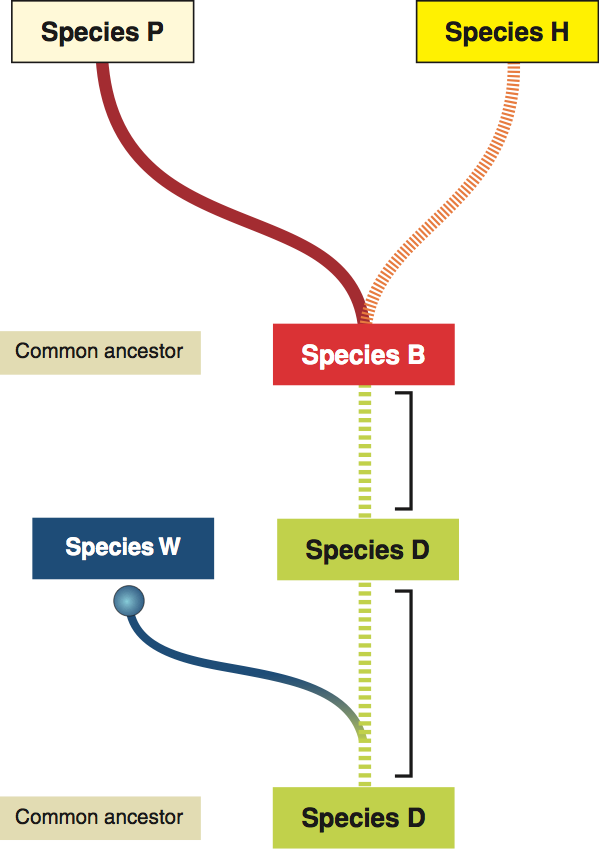 Species P
Species H
Common ancestor
Species B
Species W
Species D
Common ancestor
Species D